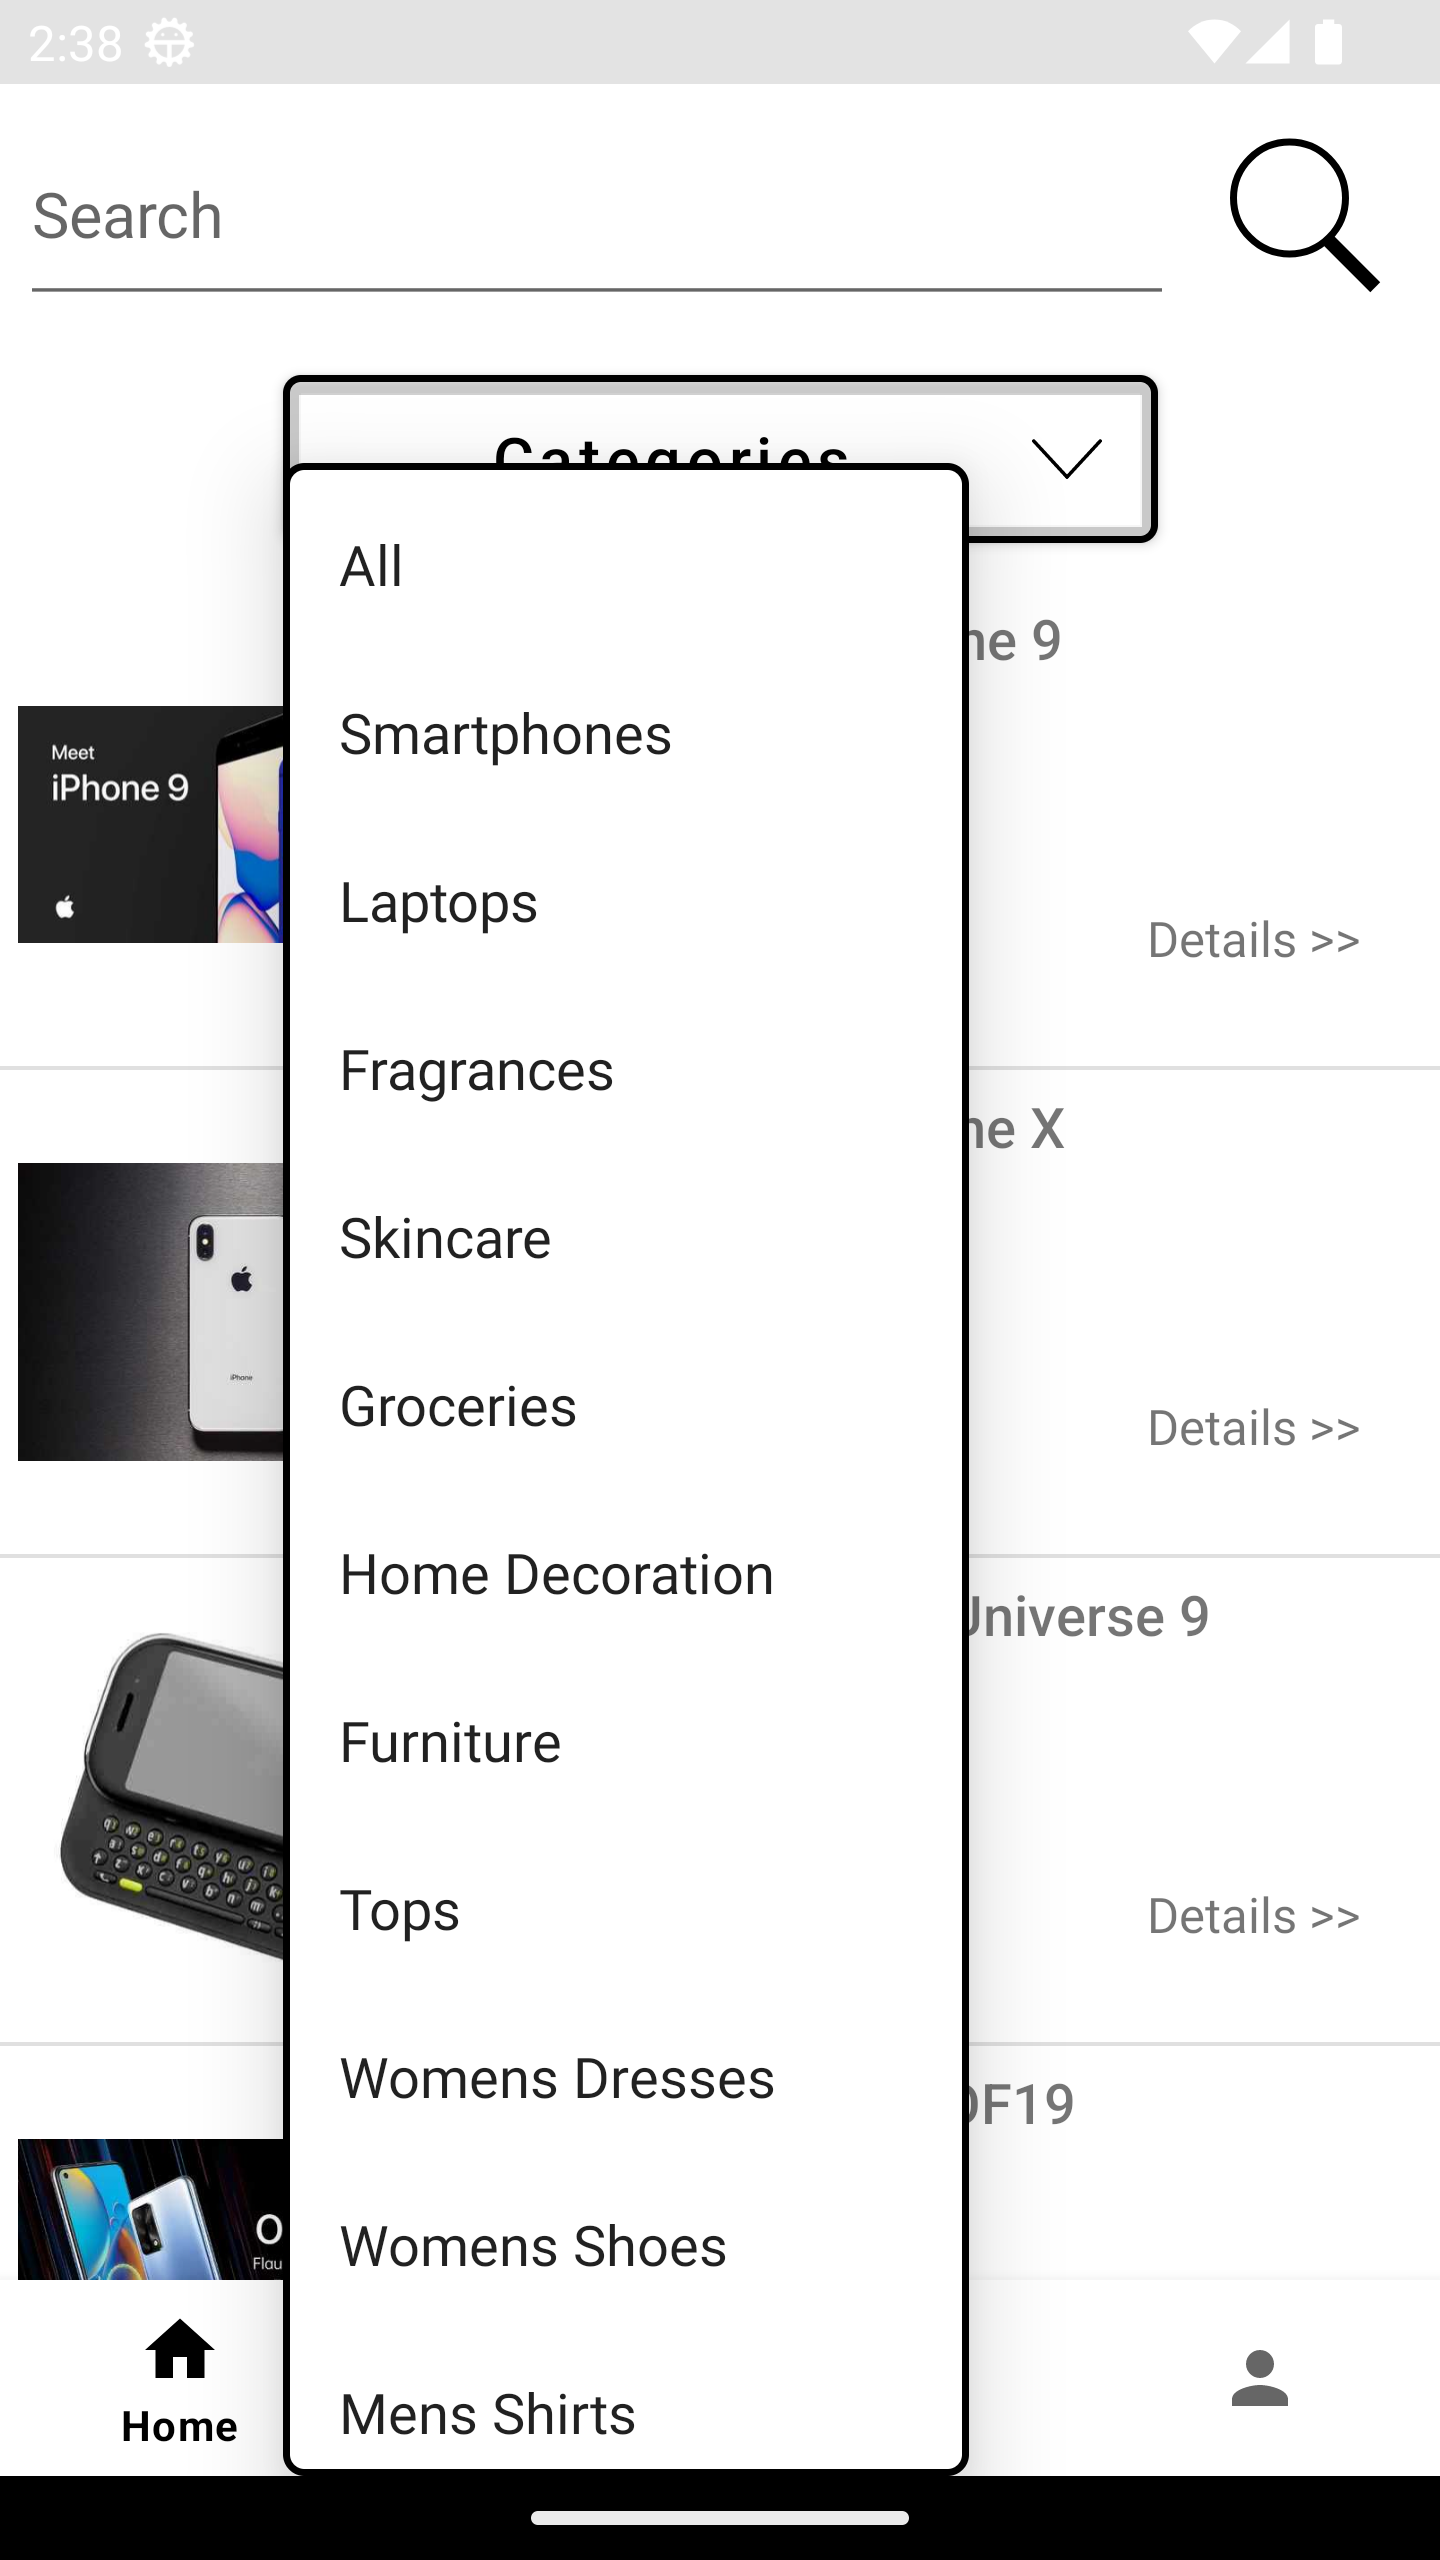 2:38
Search
Categories
All
Smartphones
Laptops
Fragrances
Skincare
Groceries
Home Decoration
Furniture
Tops
Womens Dresses
Womens Shoes
Mens Shirts
ne 9
Meet
iPhone 9
Details >>
ne X
iPhone
Details >>
Universe 9
Details >>
OF19
O
Flau
Home